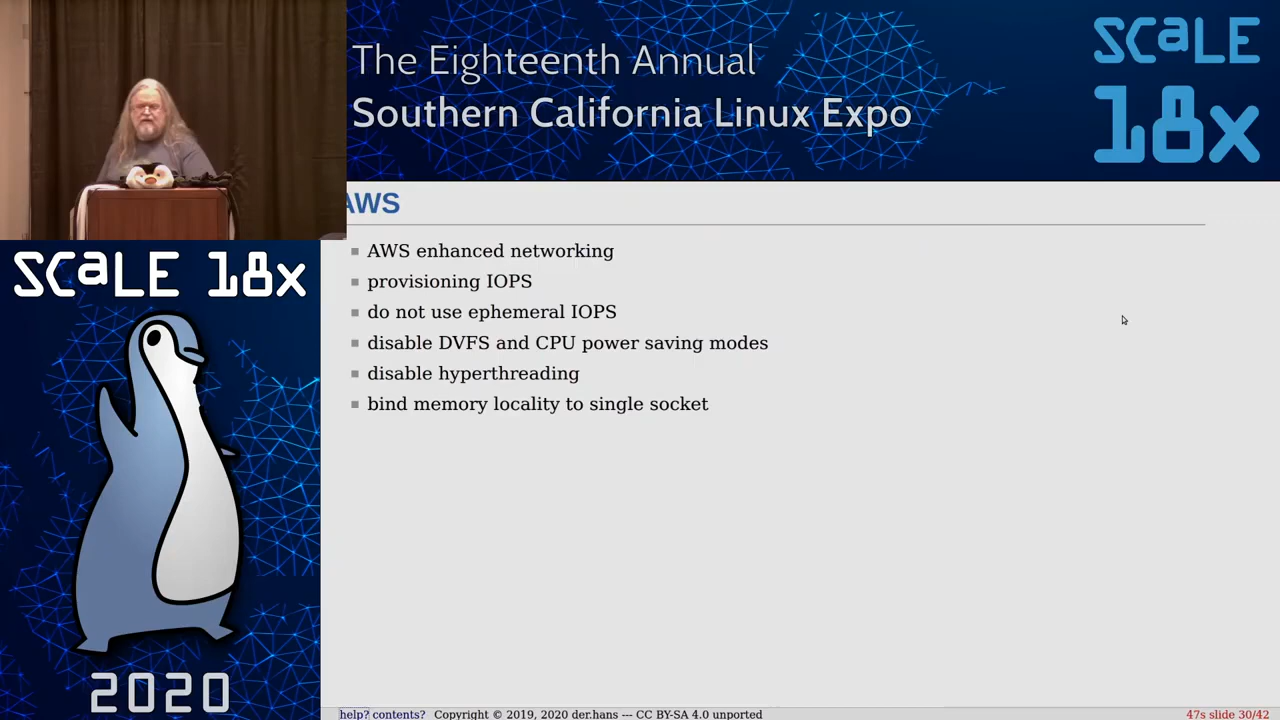 The Eighteenth Annual
Southern California Linux Expo
SCaLE
18x
AWS
AWS enhanced networking
provisioning IOPS
do not use ephemeral IOPS
disable DVFS and CPU power saving modes
disable hyperthreading
bind memory locality to single socket
SCaLE 18x
2020
help? contents? Copyright © 2019, 2020 der.hans --- CC BY-SA 4.0 unported
47s slide 30/42